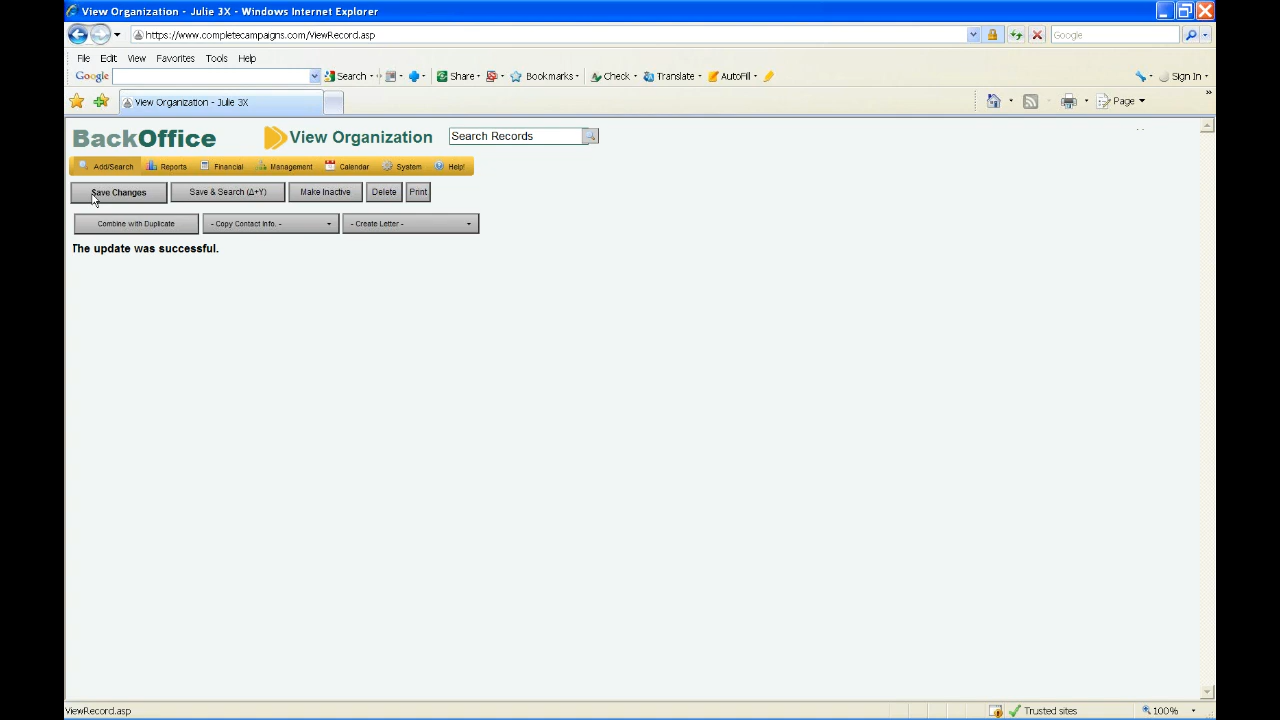 View Organization - Julie 3X - Windows Internet Explorer
https://www.completecampaigns.com/ViewRecord.asp
Google
File Edit View Favorites Tools Help
Google Search Share Bookmarks Check Translate AutoFill Sign In
View Organization - Julie 3X
Page
BackOffice View Organization Search Records
Add/Search Reports Financial Management Calendar System Help!
Save Changes Save & Search (Δ+Y) Make Inactive Delete Print
Combine with Duplicate - Copy Contact Info. - - Create Letter -
The update was successful.
ViewRecord.asp Trusted sites 100%